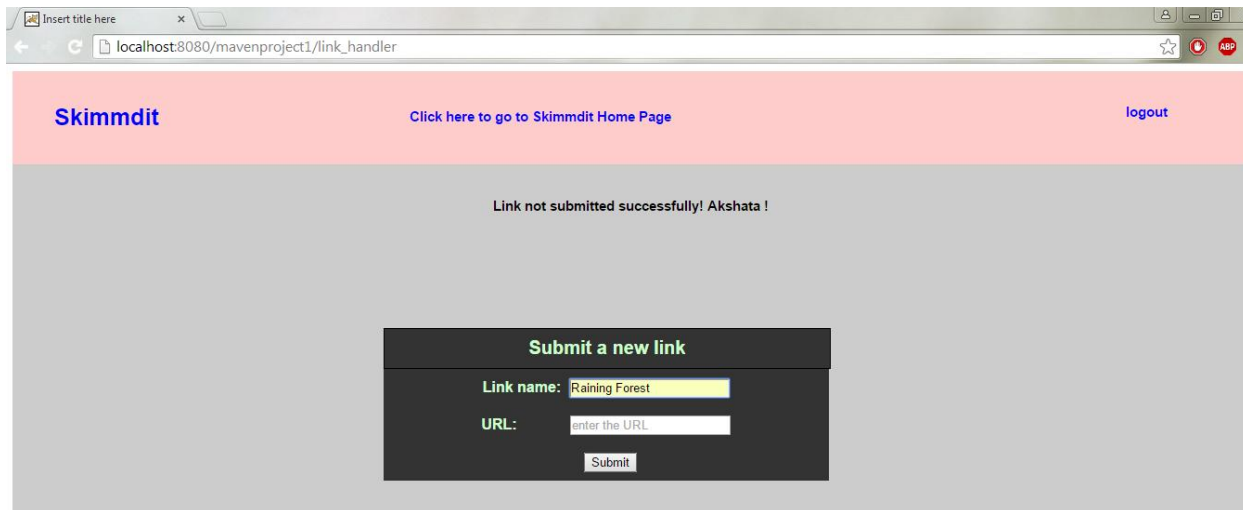 Insert title here
localhost:8080/mavenproject1/link_handler
ABP
Skimmdit
Click here to go to Skimmdit Home Page
logout
Link not submitted successfully! Akshata !
Submit a new link
Link name: Raining Forest
URL: enter the URL
Submit